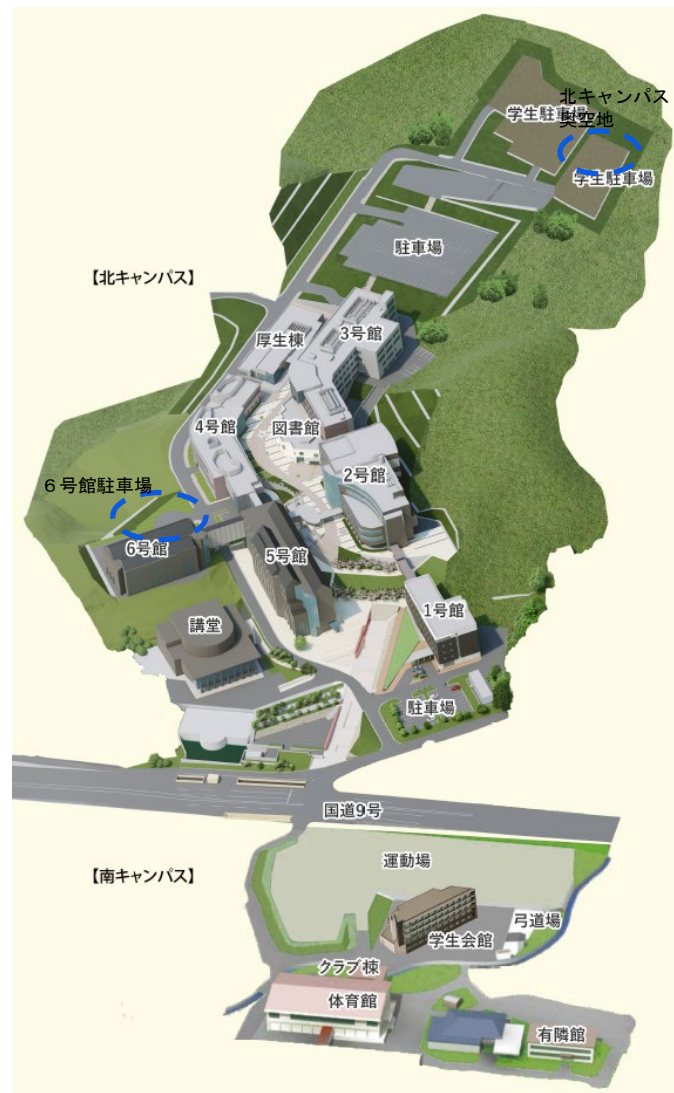 北キャンパス
奥空地
学生駐車場
学生駐車場
駐車場
【北キャンパス】
3号館
厚生棟
4号館
図書館
2号館
６号館駐車場
6号館
5号館
1号館
講堂
駐車場
国道9号
【南キャンパス】
運動場
弓道場
学生会館
クラブ棟
体育館
有隣館